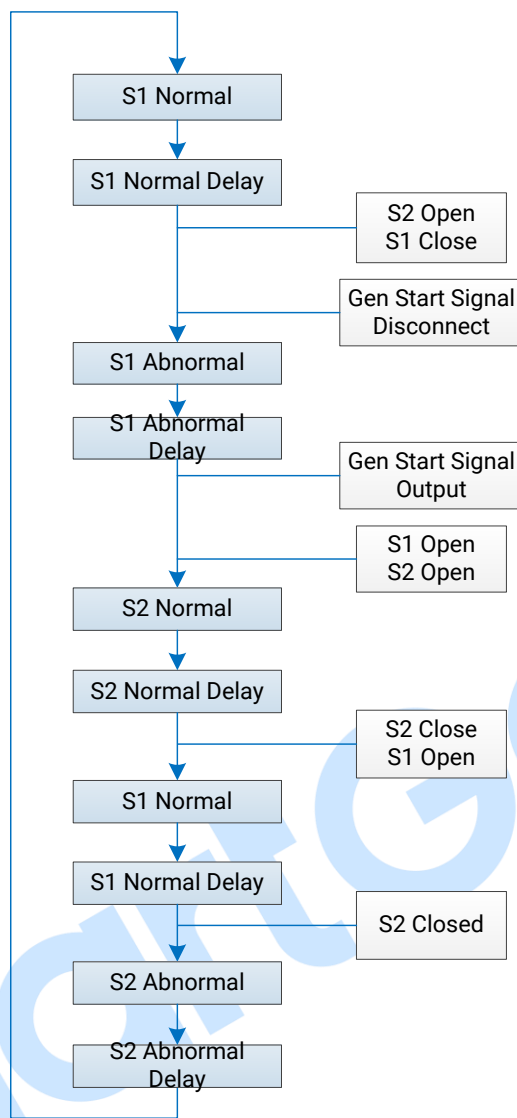 S1 Normal
S1 Normal Delay
S2 Open
S1 Close
Gen Start Signal
Disconnect
S1 Abnormal
S1 Abnormal
Delay
Gen Start Signal
Output
S1 Open
S2 Open
S2 Normal
S2 Normal Delay
S2 Close
S1 Open
S1 Normal
S1 Normal Delay
S2 Closed
S2 Abnormal
S2 Abnormal
Delay